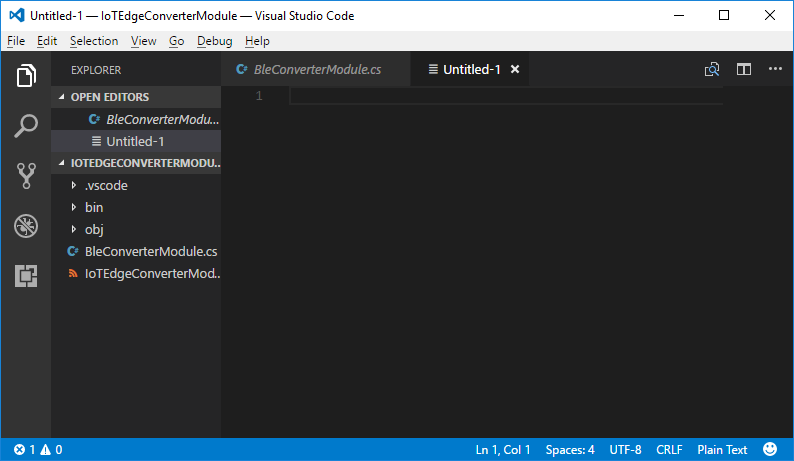 Untitled-1 — IoTEdgeConverterModule — Visual Studio Code
File Edit Selection View Go Debug Help
EXPLORER
BleConverterModule.cs
Untitled-1
OPEN EDITORS
BleConverterModu...
Untitled-1
IOTEDGECONVERTERMODU...
.vscode
bin
obj
C# BleConverterModule.cs
IoTEdgeConverterMod...
1
1 0
Ln 1, Col 1 Spaces: 4 UTF-8 CRLF Plain Text